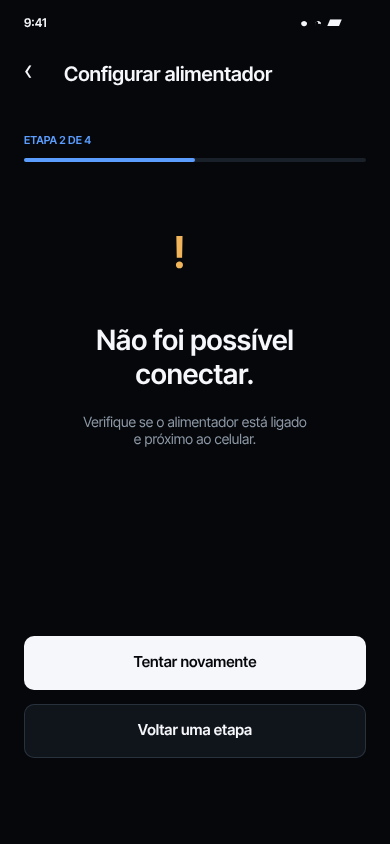 9:41
Configurar alimentador
ETAPA 2 DE 4
!
Não foi possível
conectar.
Verifique se o alimentador está ligado
e próximo ao celular.
Tentar novamente
Voltar uma etapa